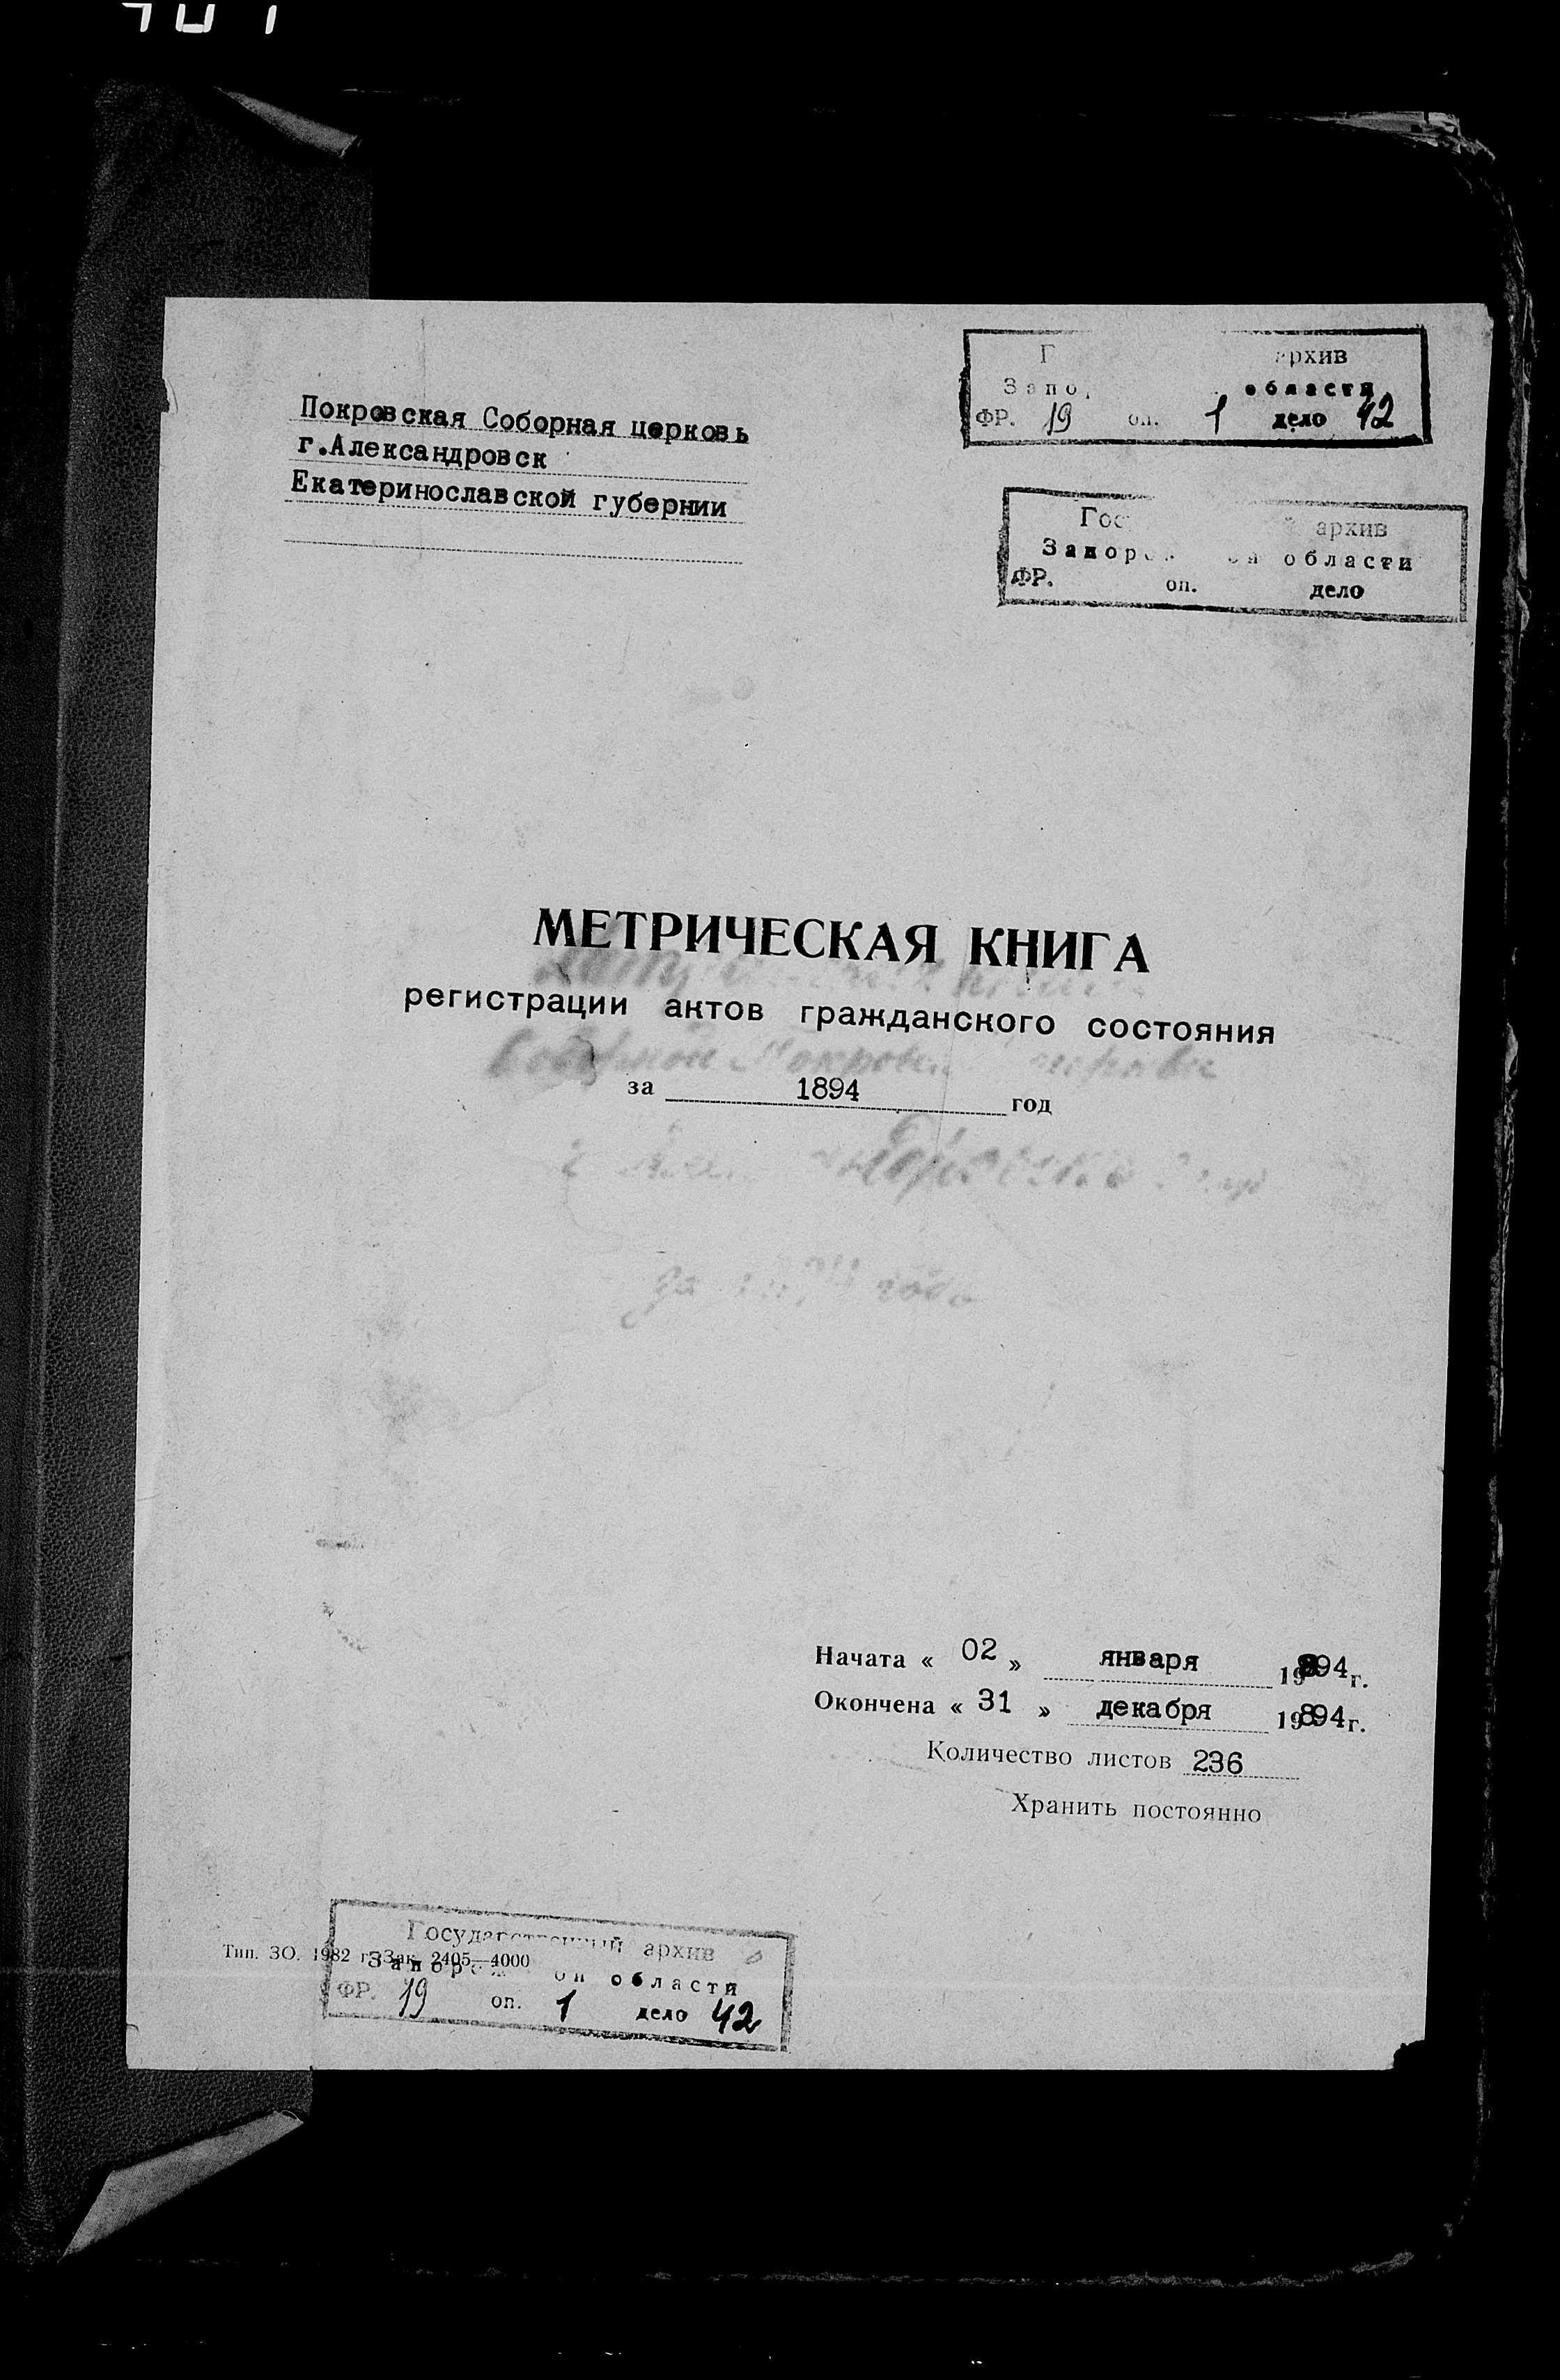 архив
области
ФР. 19 оп. 1 дело 42
Покровская Соборная церковь
г.Александровск
Екатеринославской губернии
архив
области
ФР. оп. дело
МЕТРИЧЕСКАЯ КНИГА
регистрации актов гражданского состояния
за 1894 год
за годъ
Начата « 02 » января 1894 г.
Окончена « 31 » декабря 1894 г.
Количество листов 236
Хранить постоянно
Государственный архив
Тип. ЗО. 1982 г. Зак. 2405—4000
области
ФР. 19 оп. 1 дело 42